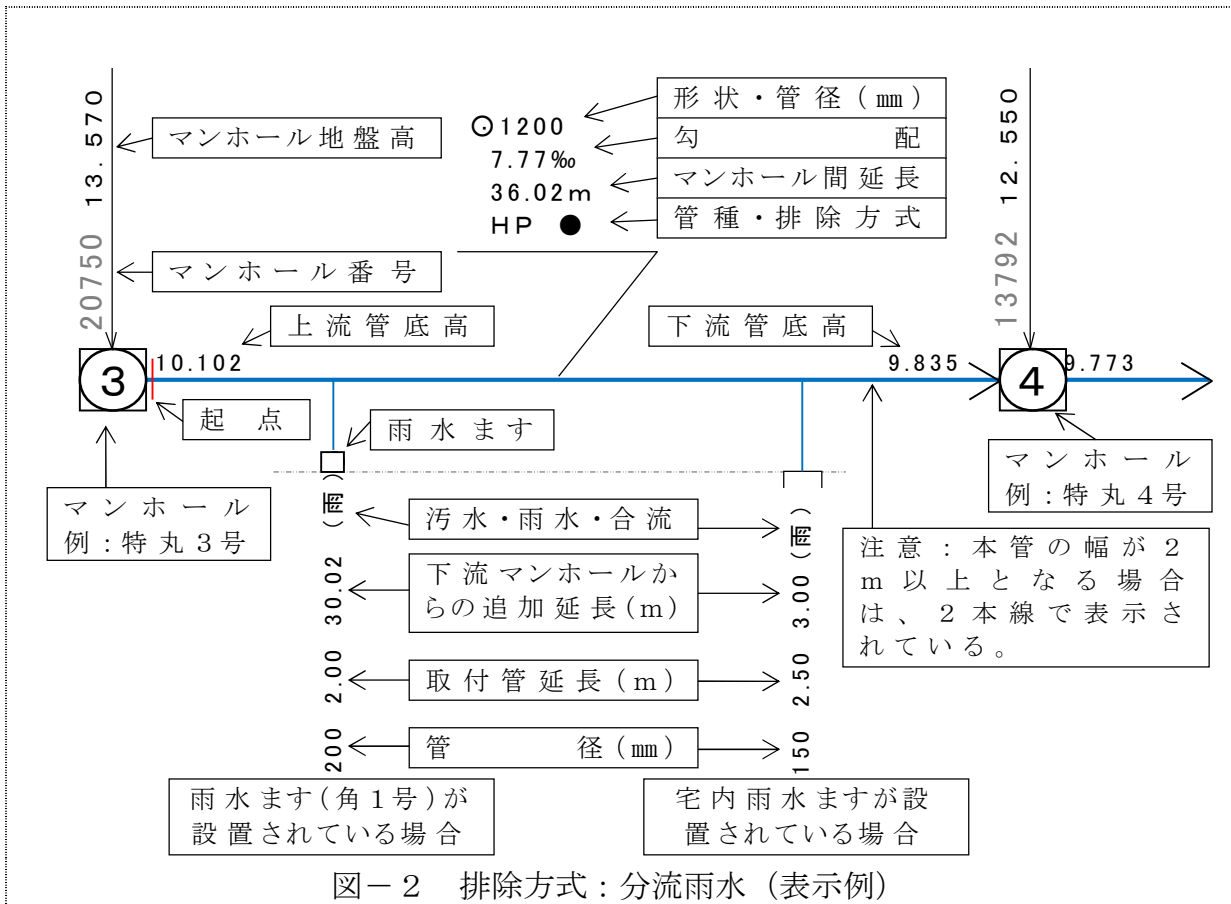 13.570
20750
マンホール地盤高
マンホール番号
⊙1200
7.77‰
36.02m
HP ●
形状・管径(㎜)
勾配
マンホール間延長
管種・排除方式
12.550
13792
上流管底高
下流管底高
3
10.102
9.835
4
9.773
起点
雨水ます
マンホール
例:特丸3号
マンホール
例:特丸4号
(雨)
汚水・雨水・合流
(雨)
30.02
下流マンホールか
らの追加延長(m)
3.00
2.00
取付管延長(m)
2.50
200
管径(㎜)
150
注意:本管の幅が2
m以上となる場合
は、2本線で表示さ
れている。
雨水ます(角1号)が
設置されている場合
宅内雨水ますが設
置されている場合
図-2 排除方式:分流雨水(表示例)